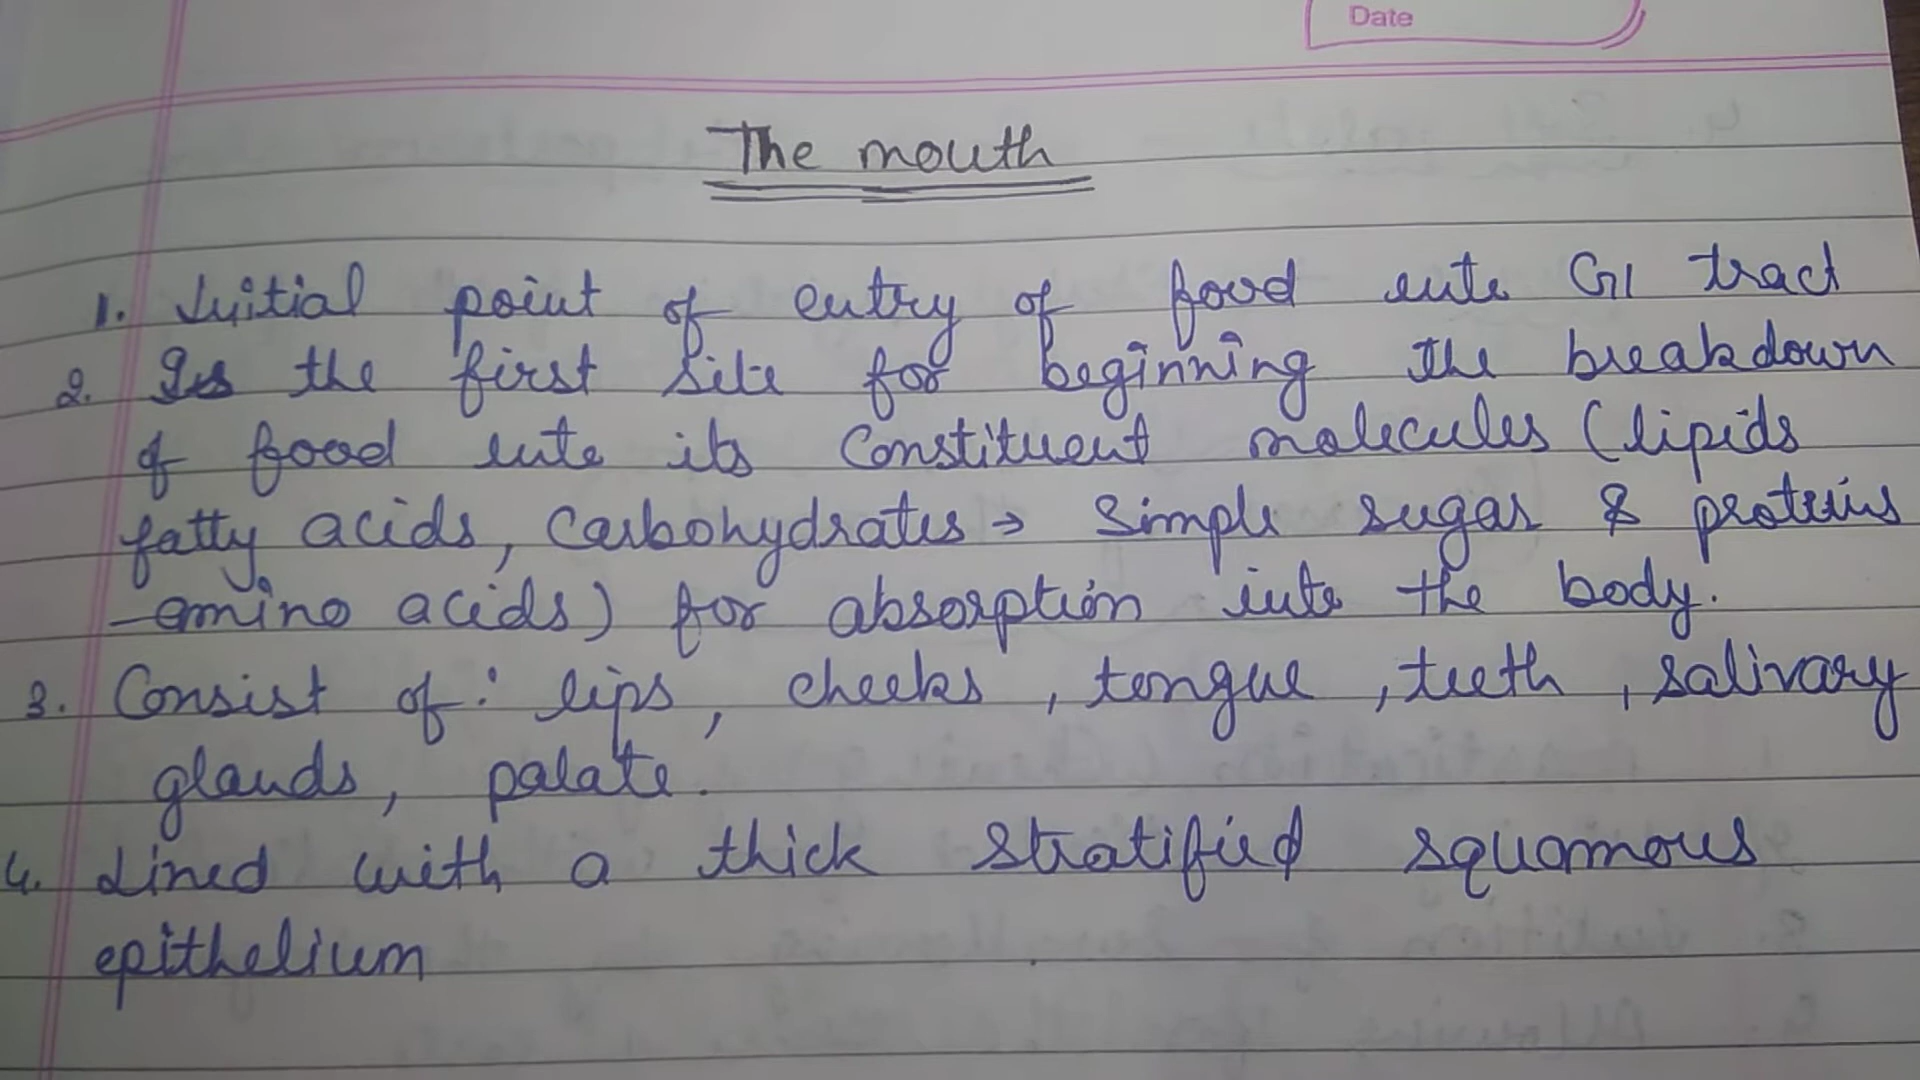 Date
The mouth
1. Initial point of entry of food into GI tract
2. Is the first site for beginning the breakdown
of food into its constituent molecules (lipids
fatty acids, carbohydrates → simple sugar & proteins
-amino acids) for absorption into the body.
3. Consist of: lips, cheeks, tongue, teeth, salivary
glands, palate.
4. Lined with a thick stratified squamous
epithelium